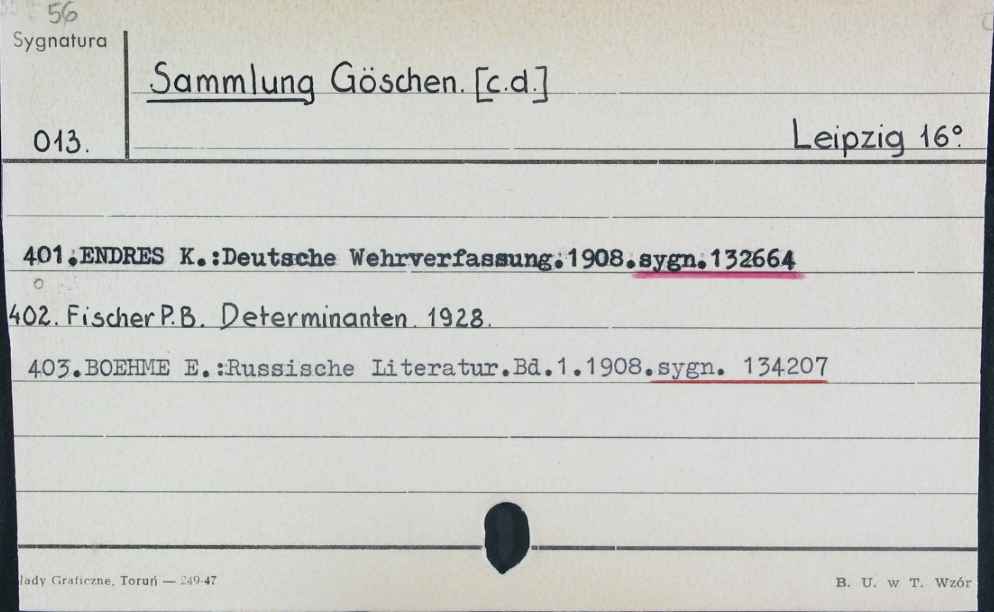 56
Sygnatura
Sammlung Göschen. [c.d.]
013.
Leipzig 16°
401.ENDRES K.:Deutsche Wehrverfassung.1908.sygn.132664
402. Fischer P.B. Determinanten. 1928.
403.BOEHME E.:Russische Literatur.Bd.1.1908.sygn. 134207
łady Graficzne, Toruń — 249-47
B. U. w T. Wzór